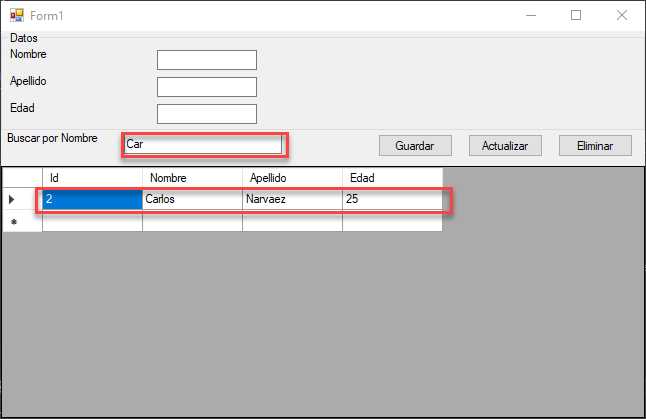 Form1
Datos
Nombre
Apellido
Edad
Buscar por Nombre Car Guardar Actualizar Eliminar
Id Nombre Apellido Edad
2 Carlos Narvaez 25